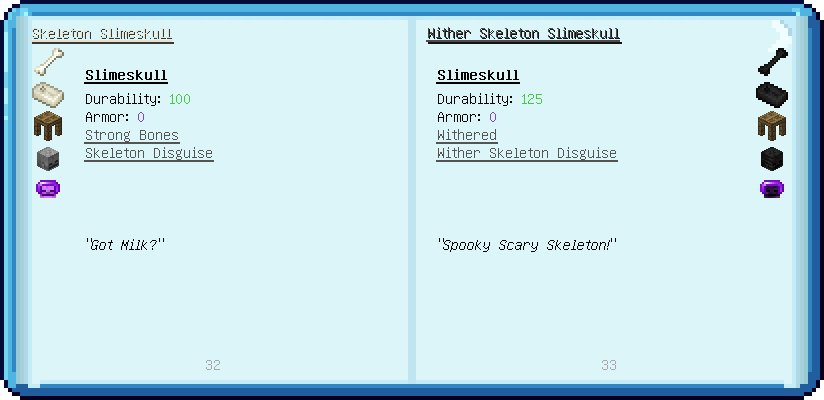 Skeleton Slimeskull
Slimeskull
Durability: 100
Armor: 0
Strong Bones
Skeleton Disguise
"Got Milk?"
32
Wither Skeleton Slimeskull
Slimeskull
Durability: 125
Armor: 0
Withered
Wither Skeleton Disguise
"Spooky Scary Skeleton!"
33